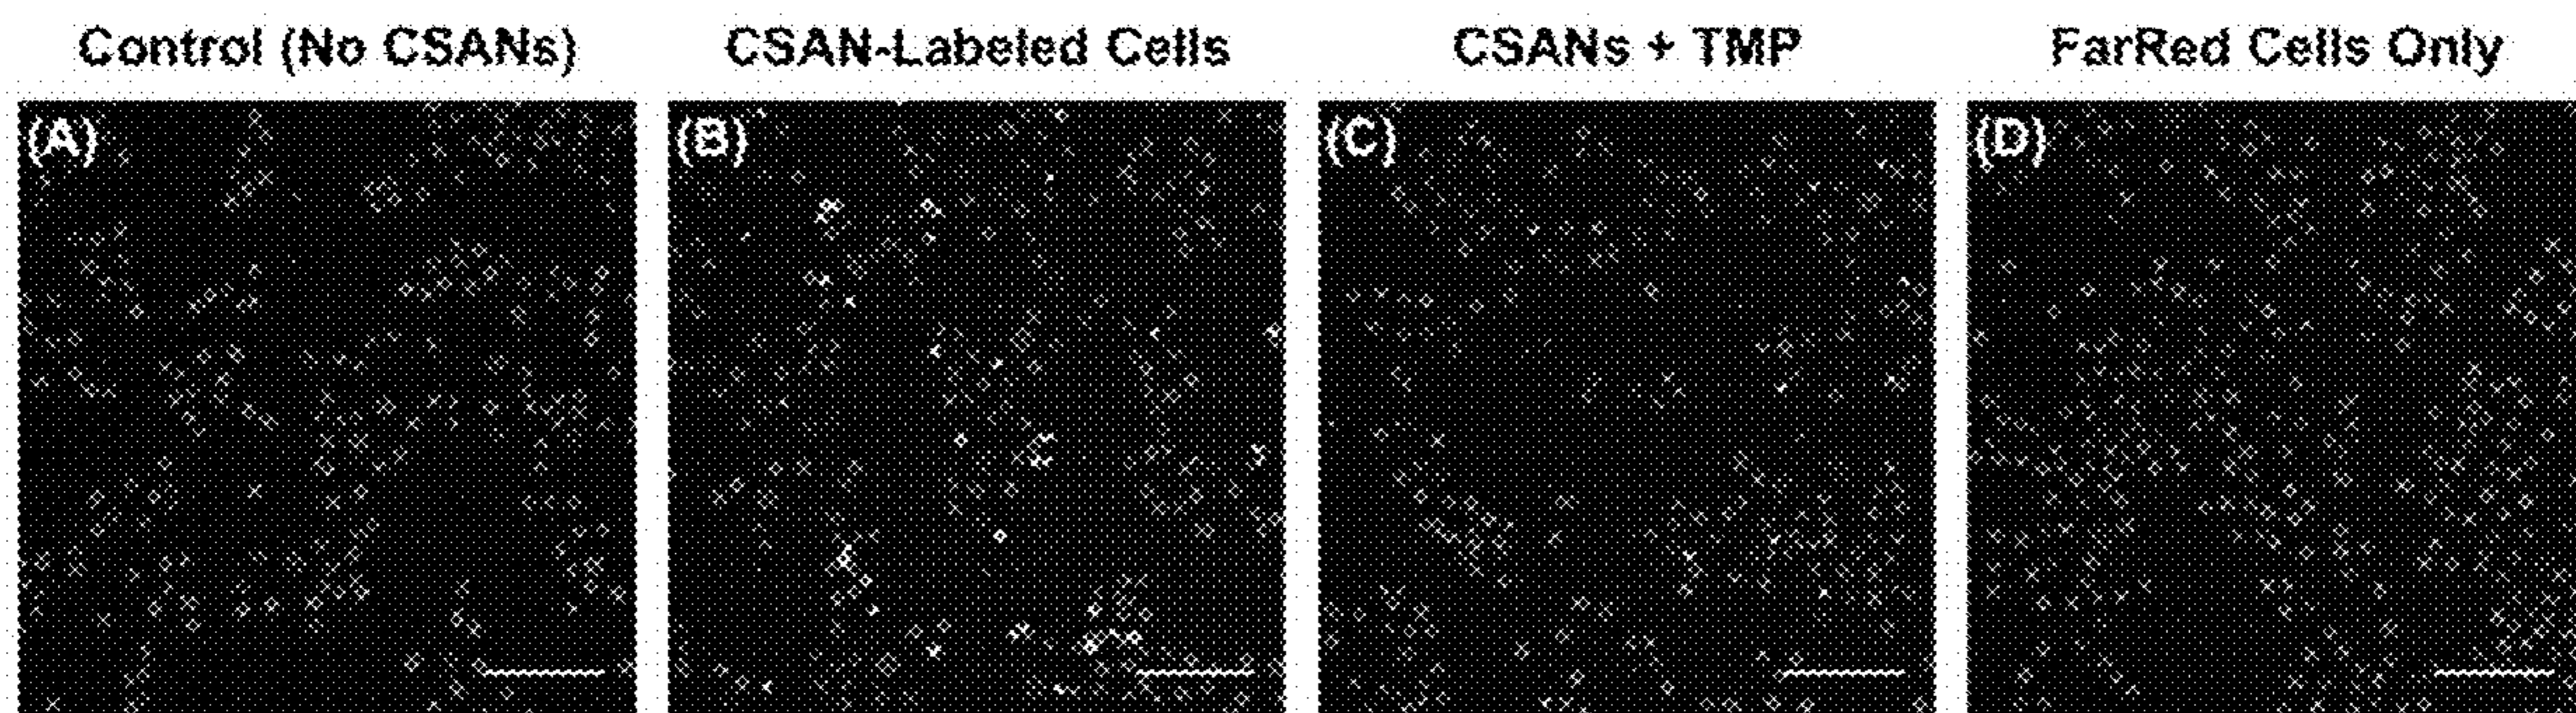 Control (No CSANs) CSAN-Labeled Cells CSANs + TMP FarRed Cells Only
(A) (B) (C) (D)